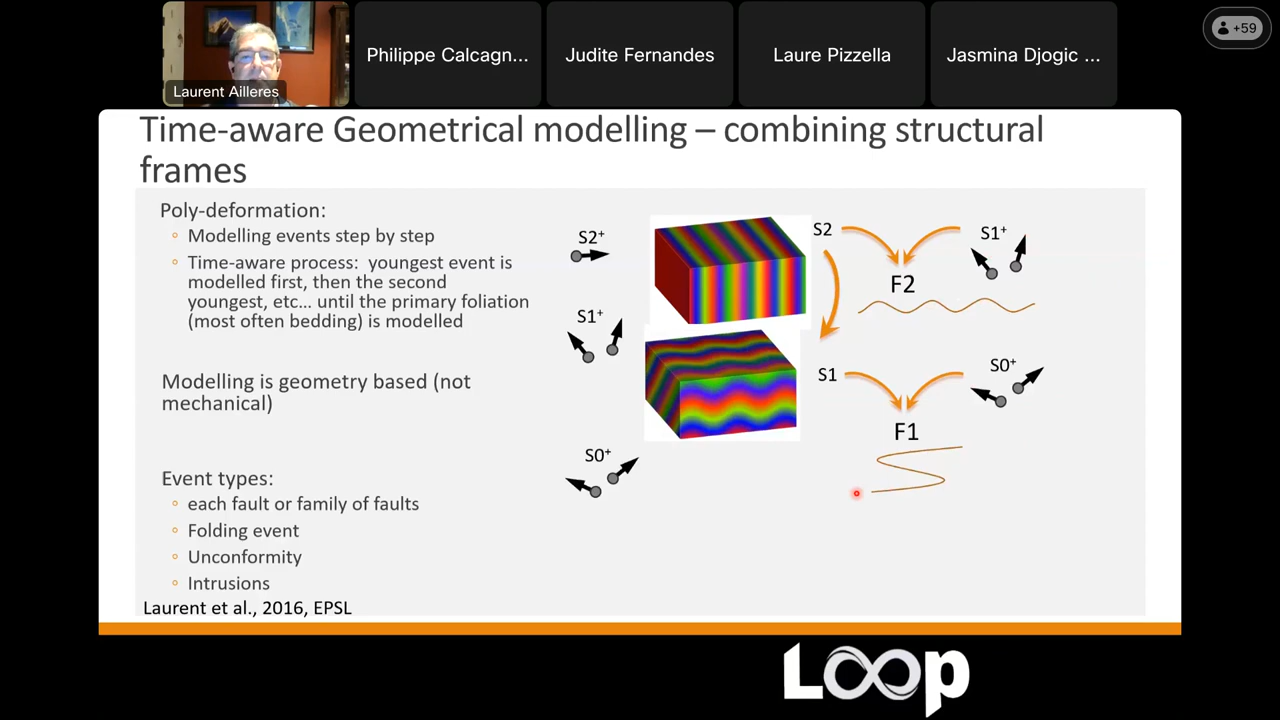 +59
Philippe Calcagn...
Judite Fernandes
Laure Pizzella
Jasmina Djogic ...
Laurent Ailleres
Time-aware Geometrical modelling – combining structural
frames
Poly-deformation:
Modelling events step by step
Time-aware process: youngest event is
modelled first, then the second
youngest, etc... until the primary foliation
(most often bedding) is modelled
Modelling is geometry based (not
mechanical)
Event types:
each fault or family of faults
Folding event
Unconformity
Intrusions
Laurent et al., 2016, EPSL
S2⁺
S1⁺
S0⁺
S2
S1⁺
F2
S1
S0⁺
F1
Loop